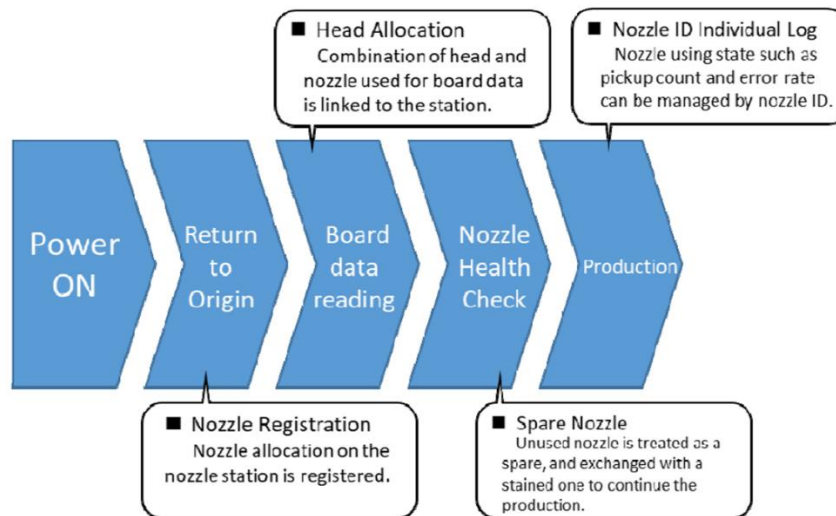 ■ Head Allocation
Combination of head and
nozzle used for board data
is linked to the station.
■ Nozzle ID Individual Log
Nozzle using state such as
pickup count and error rate
can be managed by nozzle ID.
Power
ON
Return
to
Origin
Board
data
reading
Nozzle
Health
Check
Production
■ Nozzle Registration
Nozzle allocation on the
nozzle station is registered.
■ Spare Nozzle
Unused nozzle is treated as a
spare, and exchanged with a
stained one to continue the
production.